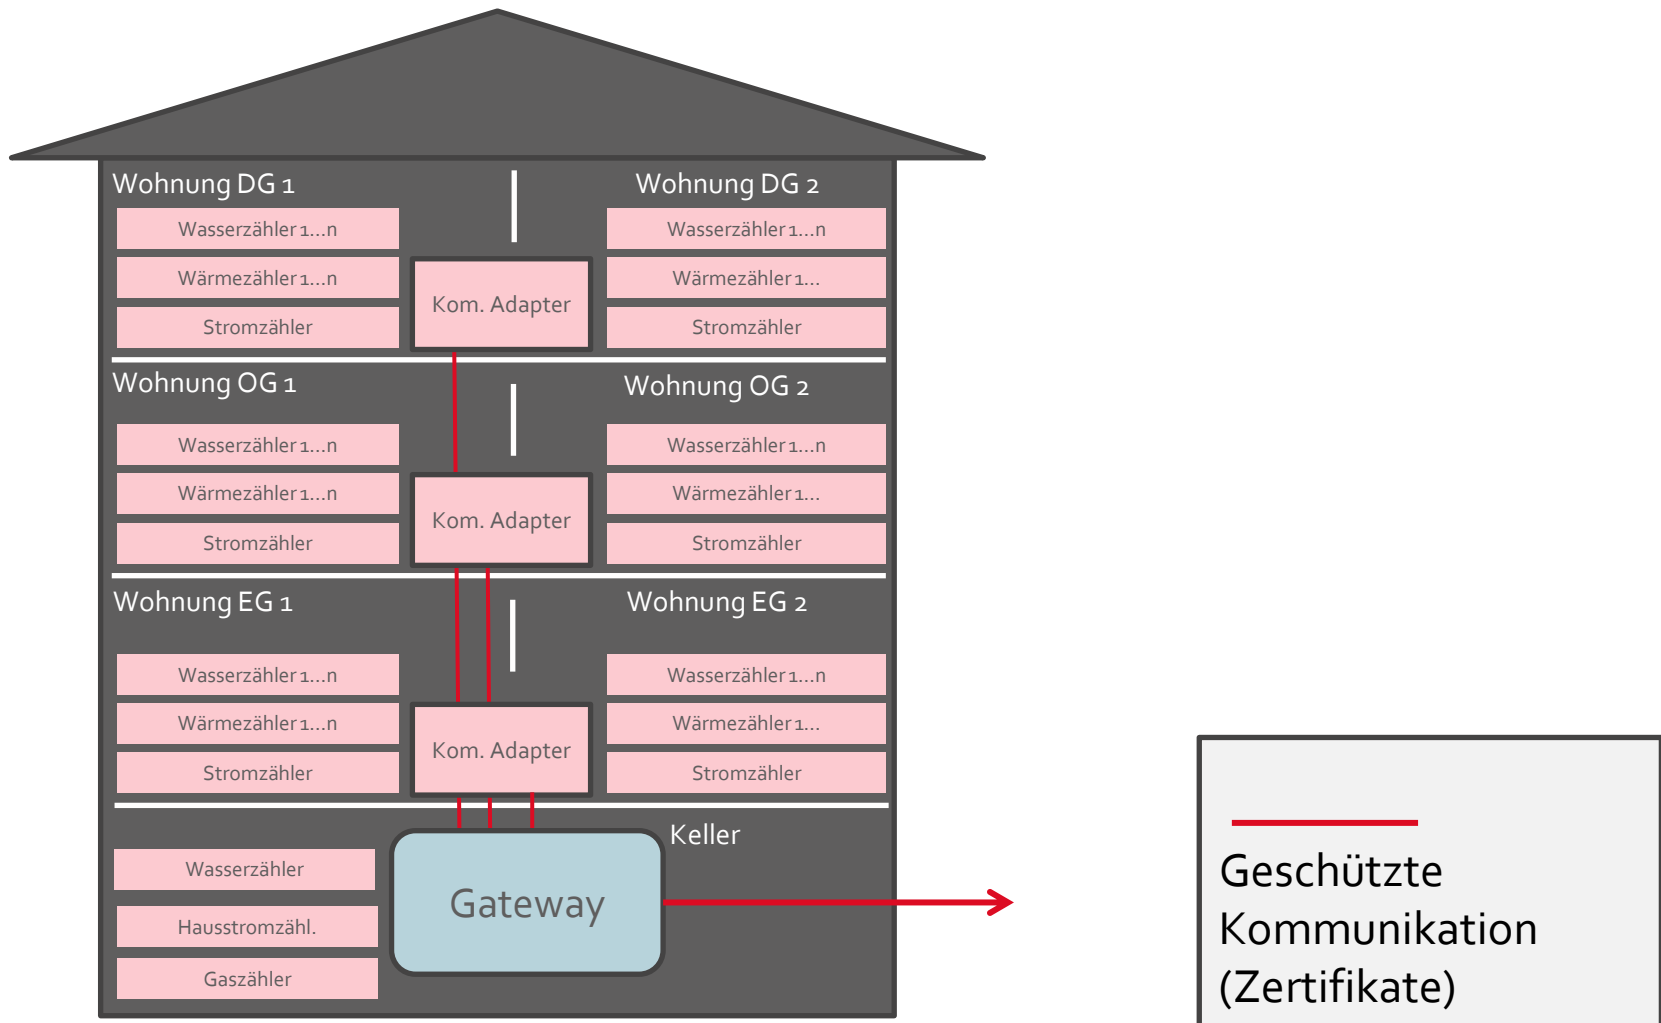 Wohnung DG 1
Wohnung DG 2
Wasserzähler 1...n
Wasserzähler 1...n
Wärmezähler 1...n
Kom. Adapter
Wärmezähler 1...
Stromzähler
Stromzähler
Wohnung OG 1
Wohnung OG 2
Wasserzähler 1...n
Wasserzähler 1...n
Wärmezähler 1...n
Kom. Adapter
Wärmezähler 1...
Stromzähler
Stromzähler
Wohnung EG 1
Wohnung EG 2
Wasserzähler 1...n
Wasserzähler 1...n
Wärmezähler 1...n
Kom. Adapter
Wärmezähler 1...
Stromzähler
Stromzähler
Keller
Wasserzähler
Hausstromzähl.
Gaszähler
Gateway
Geschützte
Kommunikation
(Zertifikate)